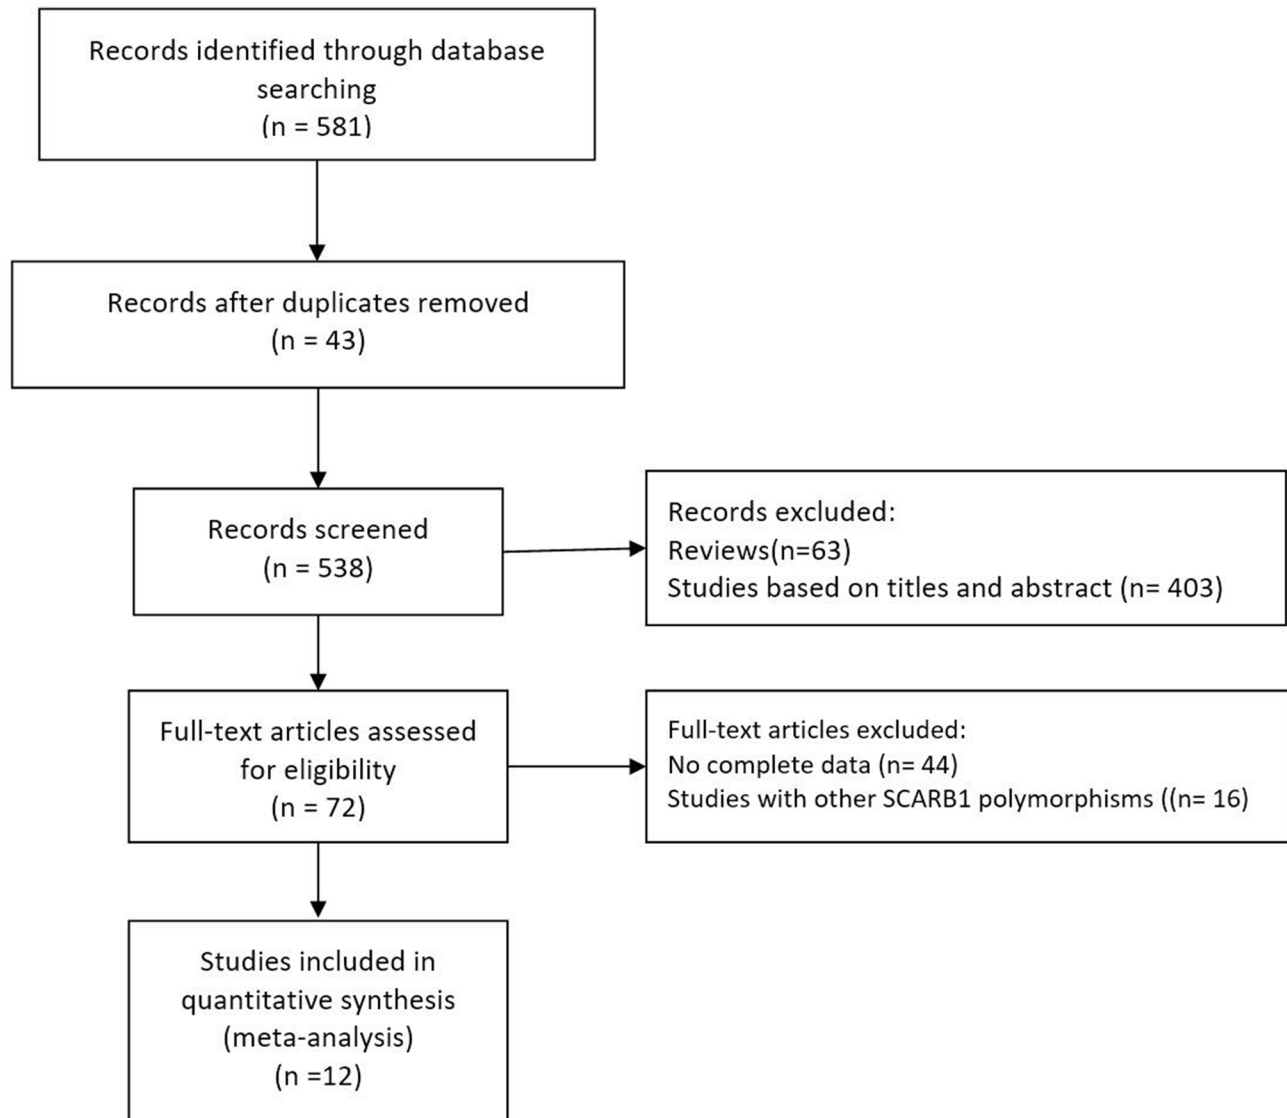 Records identified through database
searching
(n = 581)
Records after duplicates removed
(n = 43)
Records screened
(n = 538)
Records excluded:
Reviews(n=63)
Studies based on titles and abstract (n= 403)
Full-text articles assessed
for eligibility
(n = 72)
Full-text articles excluded:
No complete data (n= 44)
Studies with other SCARB1 polymorphisms ((n= 16)
Studies included in
quantitative synthesis
(meta-analysis)
(n =12)